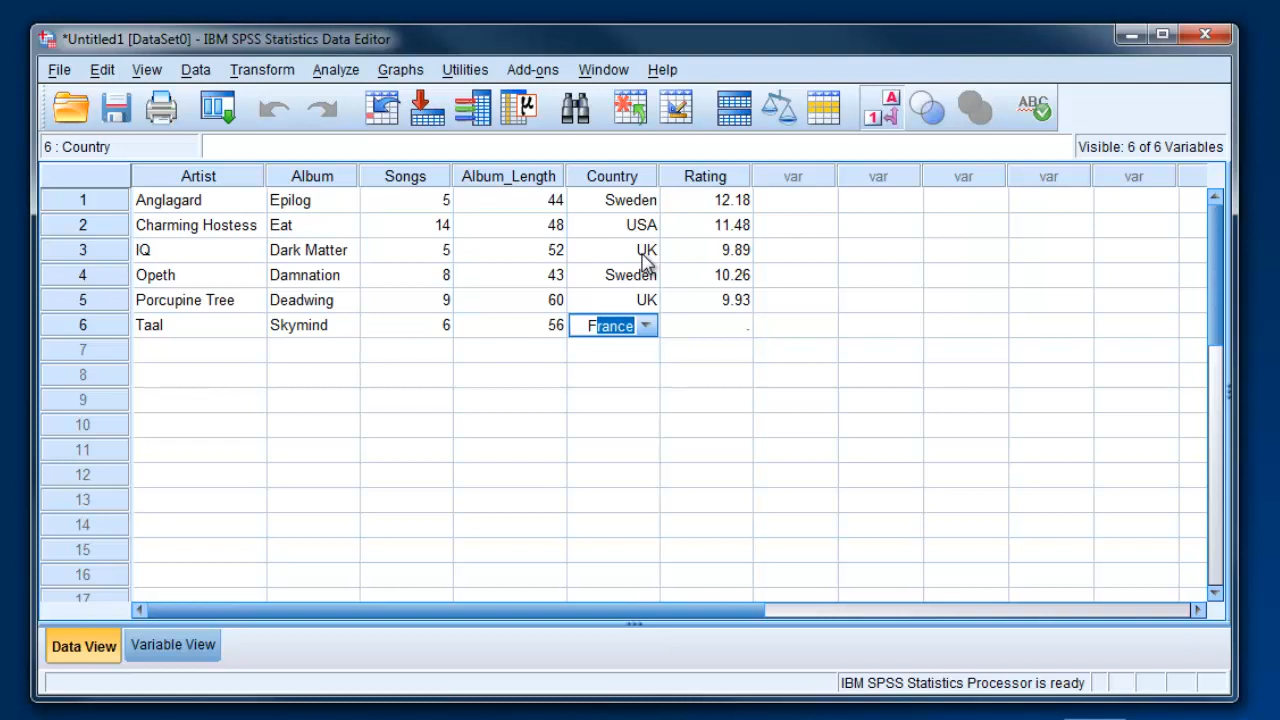 *Untitled1 [DataSet0] - IBM SPSS Statistics Data Editor
File Edit View Data Transform Analyze Graphs Utilities Add-ons Window Help
6 : Country Visible: 6 of 6 Variables
Artist Album Songs Album_Length Country Rating var var var var var
1 Anglagard Epilog 5 44 Sweden 12.18
2 Charming Hostess Eat 14 48 USA 11.48
3 IQ Dark Matter 5 52 UK 9.89
4 Opeth Damnation 8 43 Sweden 10.26
5 Porcupine Tree Deadwing 9 60 UK 9.93
6 Taal Skymind 6 56 France .
7
8
9
10
11
12
13
14
15
16
17
Data View Variable View
IBM SPSS Statistics Processor is ready